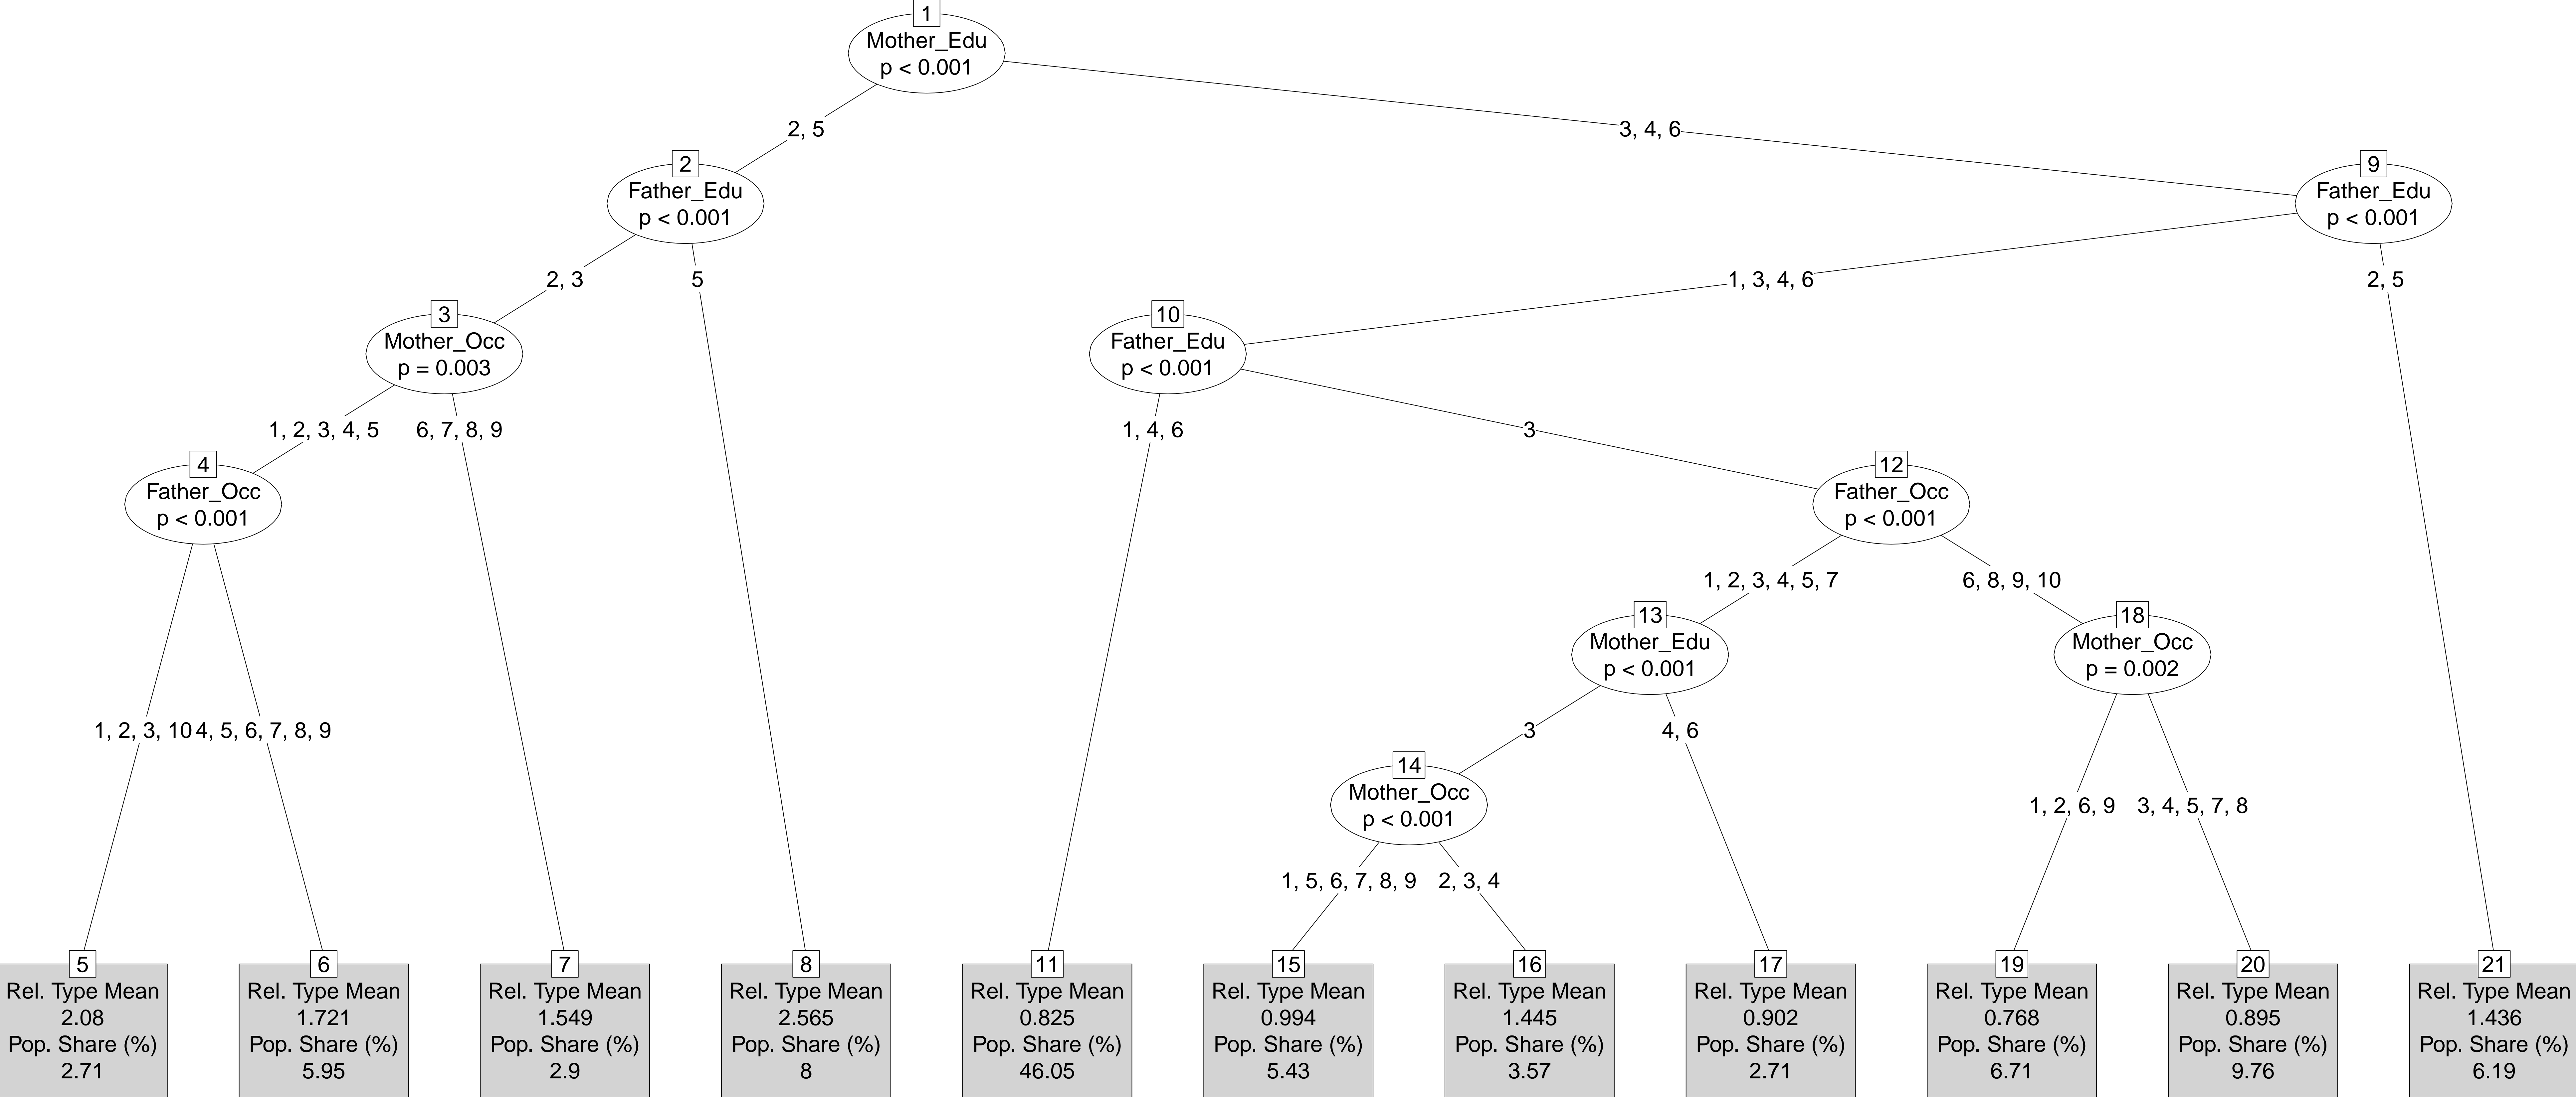 1
Mother_Edu
p < 0.001
2, 5
3, 4, 6
2
Father_Edu
p < 0.001
9
Father_Edu
p < 0.001
2, 3
5
1, 3, 4, 6
2, 5
3
Mother_Occ
p = 0.003
10
Father_Edu
p < 0.001
1, 2, 3, 4, 5
6, 7, 8, 9
1, 4, 6
3
4
Father_Occ
p < 0.001
12
Father_Occ
p < 0.001
1, 2, 3, 4, 5, 7
6, 8, 9, 10
13
Mother_Edu
p < 0.001
18
Mother_Occ
p = 0.002
1, 2, 3, 10
4, 5, 6, 7, 8, 9
3
4, 6
14
Mother_Occ
p < 0.001
1, 2, 6, 9
3, 4, 5, 7, 8
1, 5, 6, 7, 8, 9
2, 3, 4
5
Rel. Type Mean
2.08
Pop. Share (%)
2.71
6
Rel. Type Mean
1.721
Pop. Share (%)
5.95
7
Rel. Type Mean
1.549
Pop. Share (%)
2.9
8
Rel. Type Mean
2.565
Pop. Share (%)
8
11
Rel. Type Mean
0.825
Pop. Share (%)
46.05
15
Rel. Type Mean
0.994
Pop. Share (%)
5.43
16
Rel. Type Mean
1.445
Pop. Share (%)
3.57
17
Rel. Type Mean
0.902
Pop. Share (%)
2.71
19
Rel. Type Mean
0.768
Pop. Share (%)
6.71
20
Rel. Type Mean
0.895
Pop. Share (%)
9.76
21
Rel. Type Mean
1.436
Pop. Share (%)
6.19